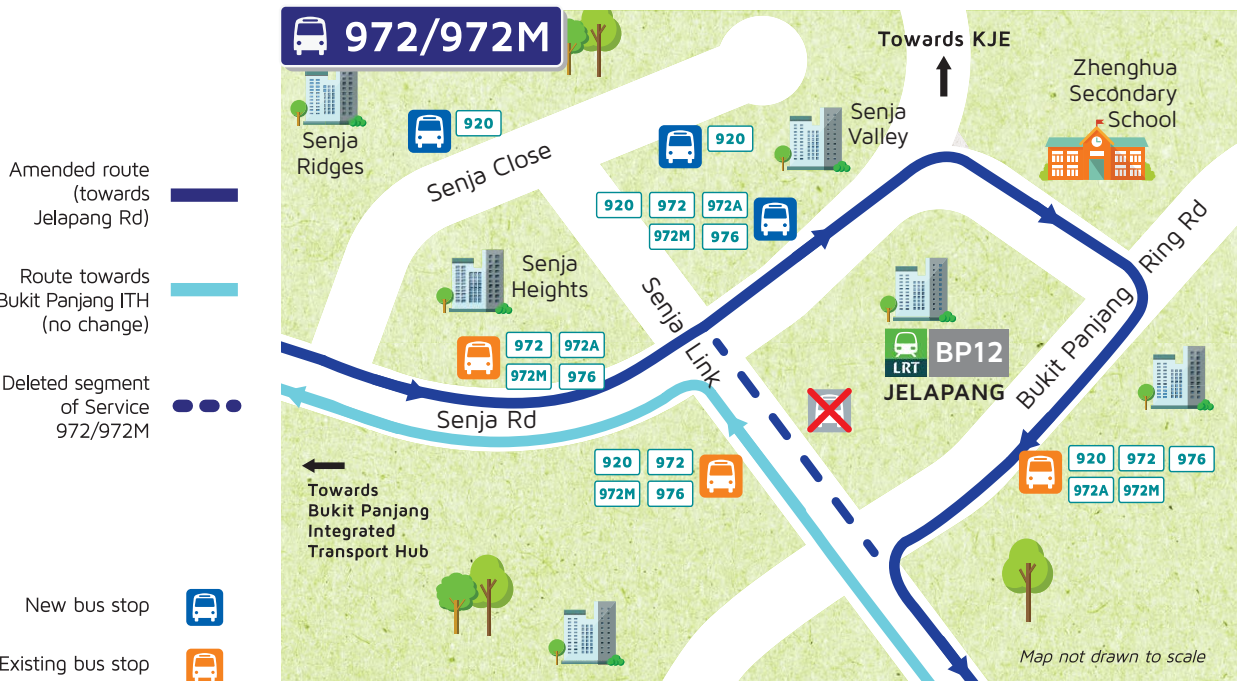 972/972M
Amended route
(towards
Jelapang Rd)
Route towards
Bukit Panjang ITH
(no change)
Deleted segment
of Service
972/972M
New bus stop
Existing bus stop
Towards KJE
Zhenghua
Secondary
School
Senja
Ridges
920
Senja Close
920
Senja
Valley
920 972 972A
972M 976
Senja
Heights
972 972A
972M 976
Senja Link
Senja Rd
Bukit Panjang Ring Rd
LRT
BP12
JELAPANG
920 972
972M 976
920 972 976
972A 972M
Towards
Bukit Panjang
Integrated
Transport Hub
Map not drawn to scale